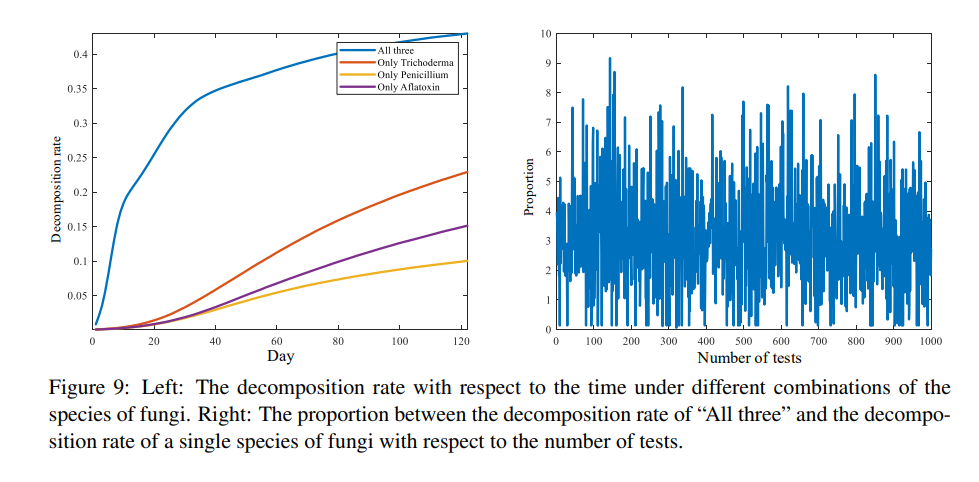 0.4
0.35
0.3
0.25
0.2
0.15
0.1
0.05
Decomposition rate
0 20 40 60 80 100 120
Day
All three
Only Trichoderma
Only Penicillium
Only Aflatoxin
10
9
8
7
6
5
4
3
2
1
0
Proportion
0 100 200 300 400 500 600 700 800 900 1000
Number of tests
Figure 9: Left: The decomposition rate with respect to the time under different combinations of the
species of fungi. Right: The proportion between the decomposition rate of “All three” and the decompo-
sition rate of a single species of fungi with respect to the number of tests.